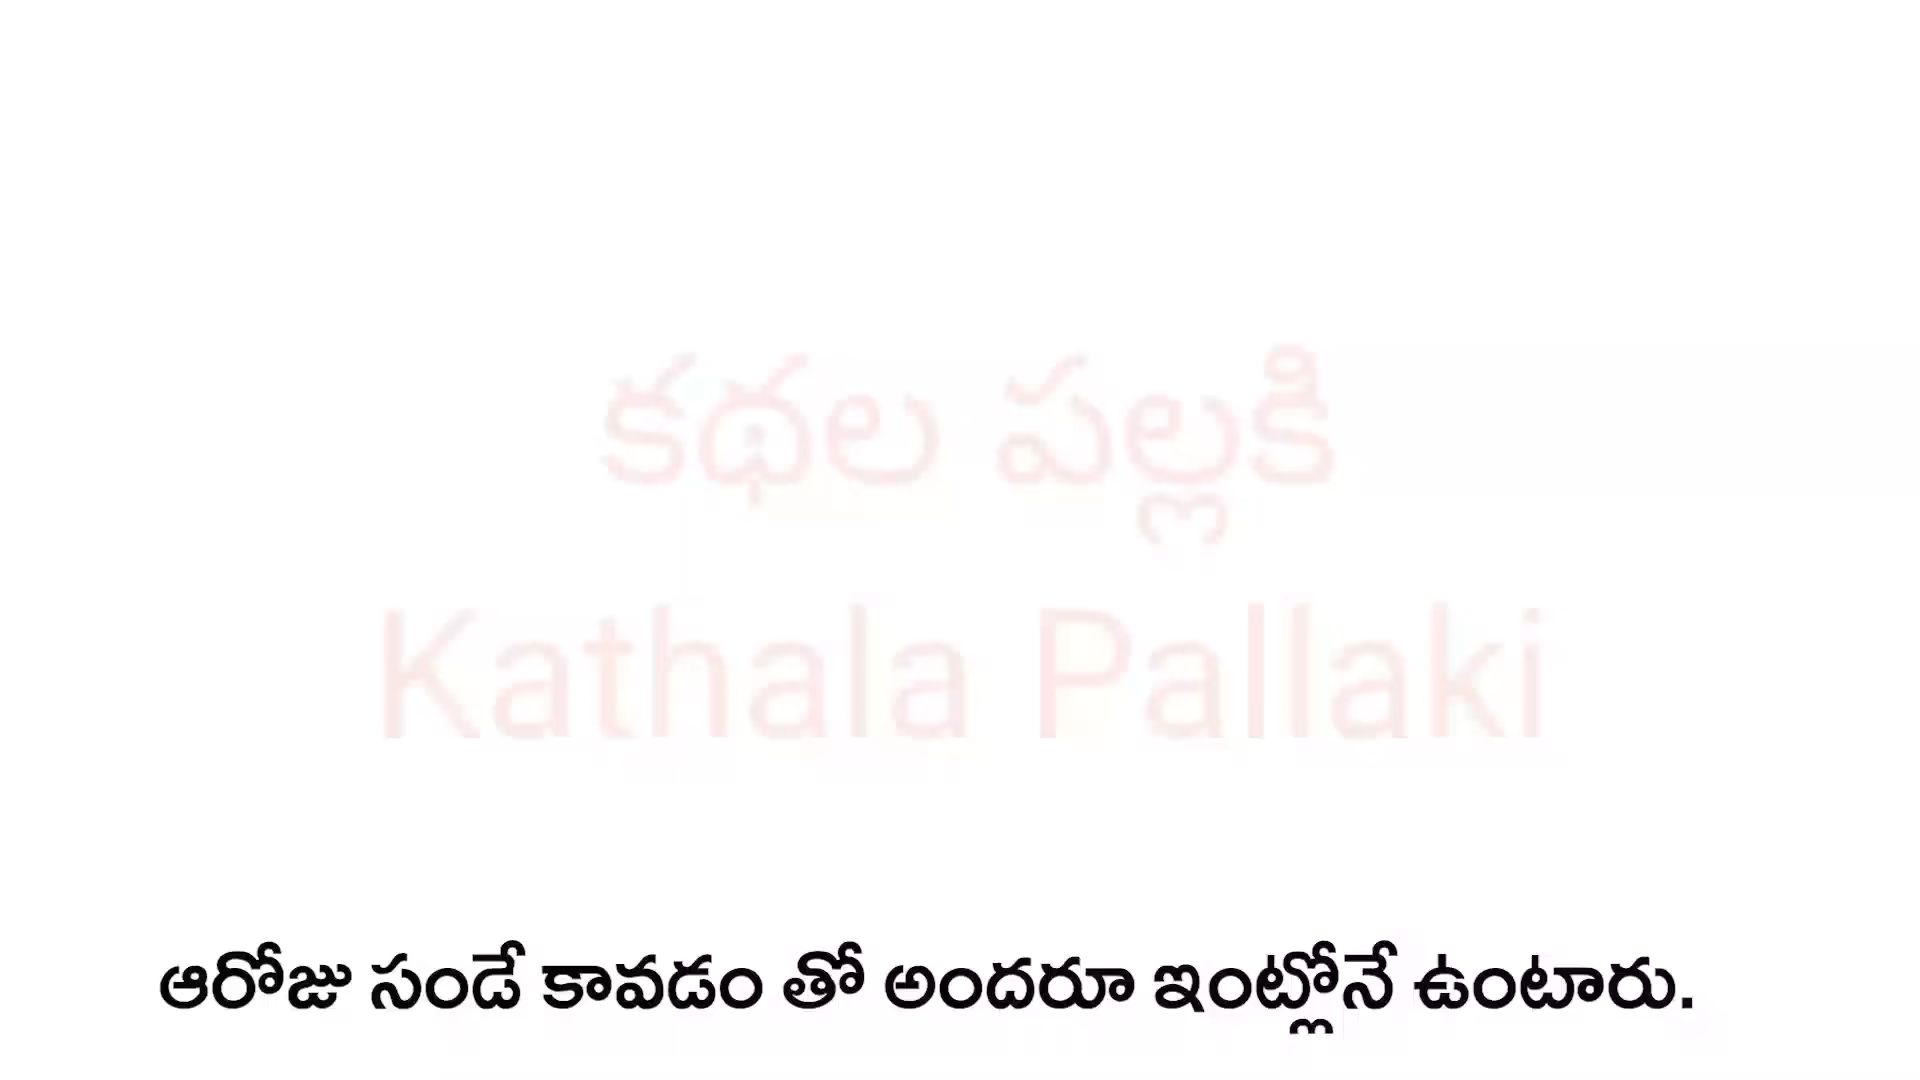 కథల పల్లకి
Kathala Pallaki
ఆరోజు సండే కావడం తో అందరూ ఇంట్లోనే ఉంటారు.